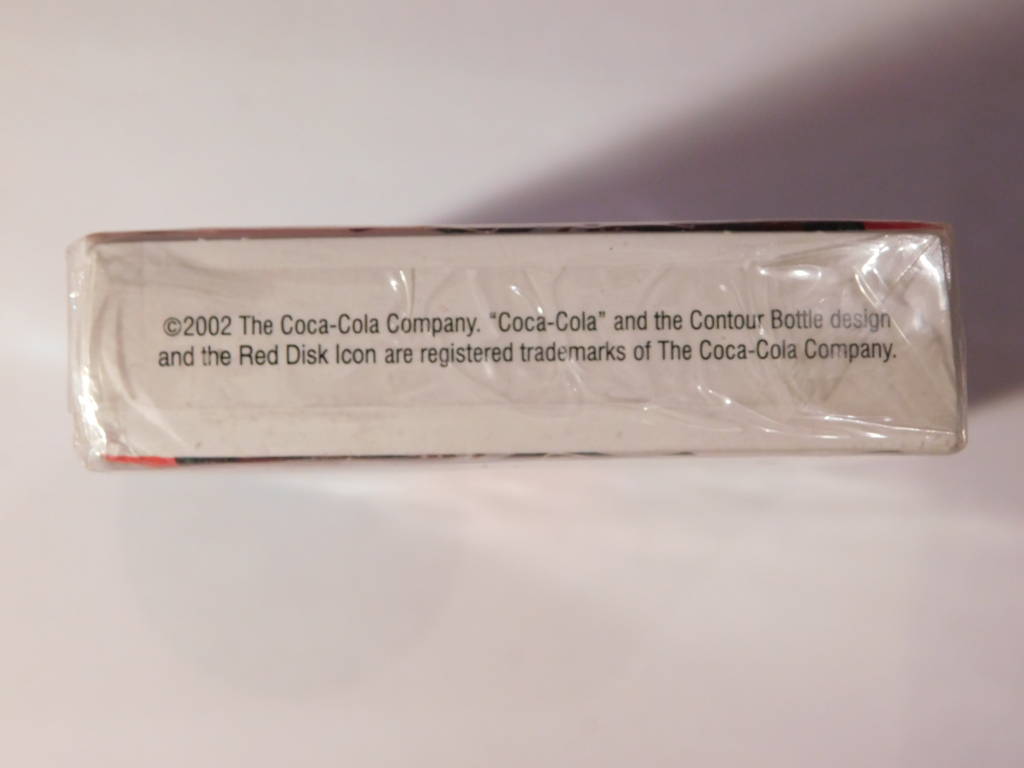 ©2002 The Coca-Cola Company. "Coca-Cola" and the Contour Bottle design
and the Red Disk Icon are registered trademarks of The Coca-Cola Company.